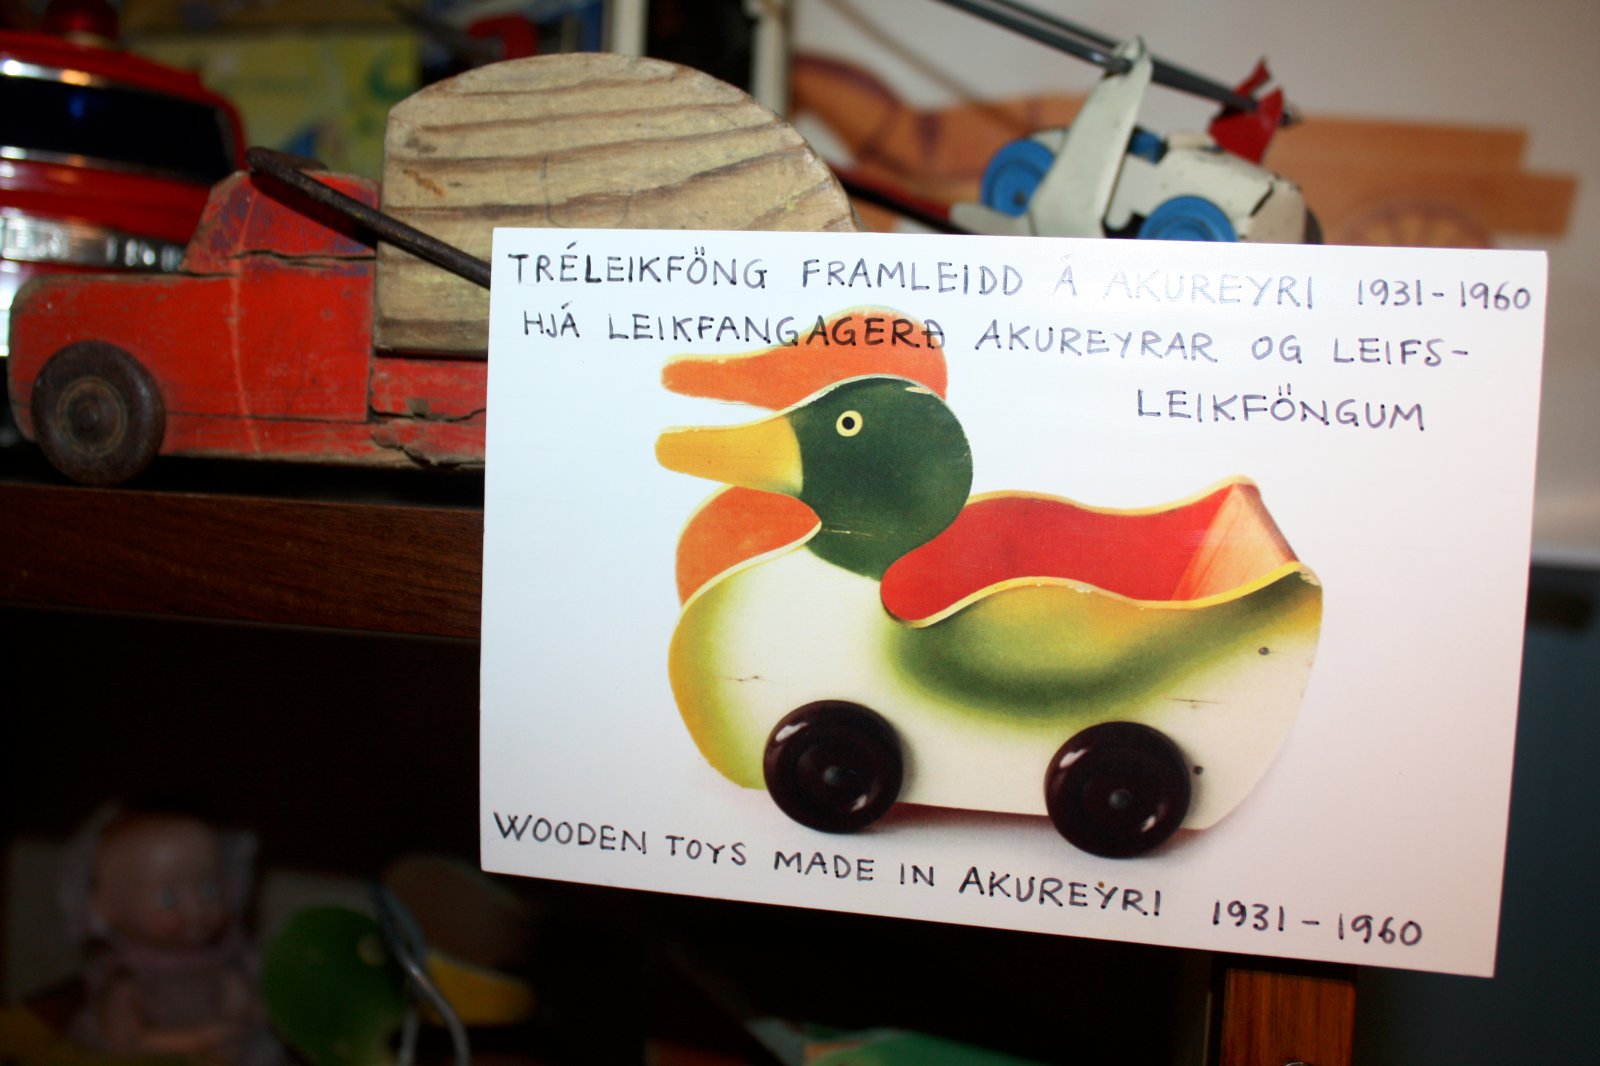 TRÉLEIKFÖNG FRAMLEIDD Á AKUREYRI 1931-1960
HJÁ LEIKFANGAGERÐ AKUREYRAR OG LEIFS-
LEIKFÖNGUM
WOODEN TOYS MADE IN AKUREYRI 1931-1960